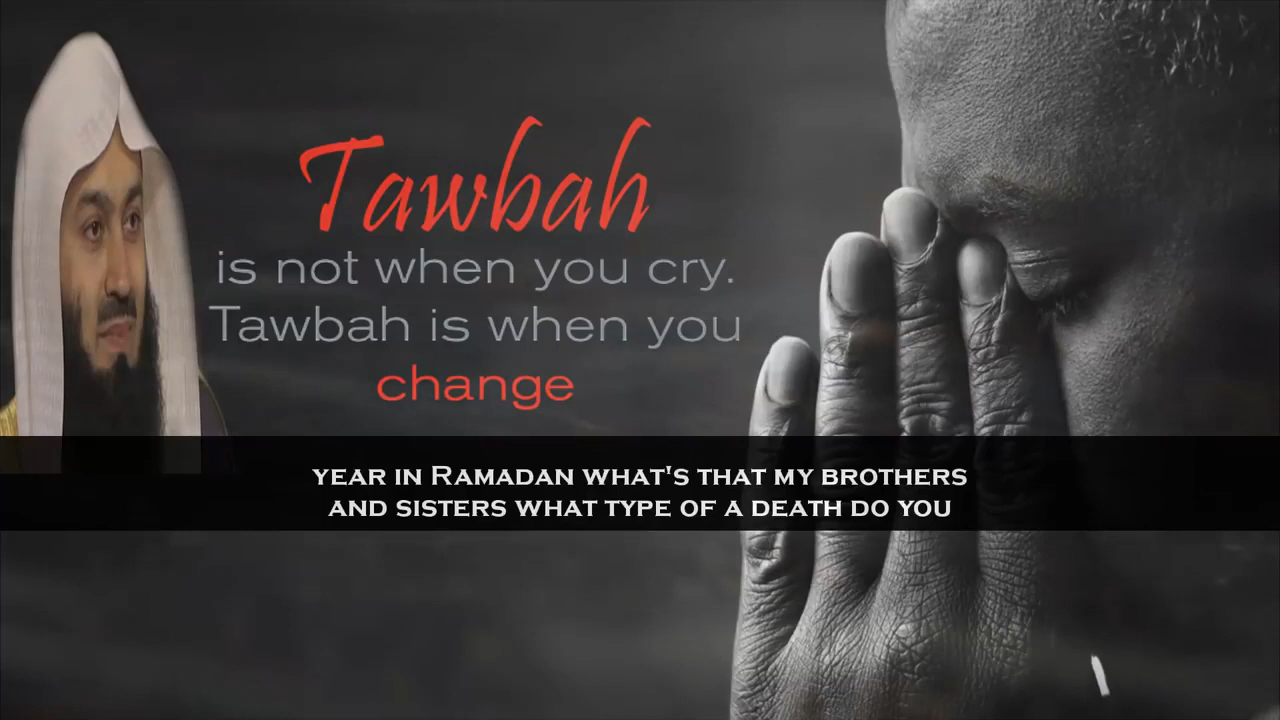 Tawbah
is not when you cry.
Tawbah is when you
change
YEAR IN RAMADAN WHAT'S THAT MY BROTHERS
AND SISTERS WHAT TYPE OF A DEATH DO YOU